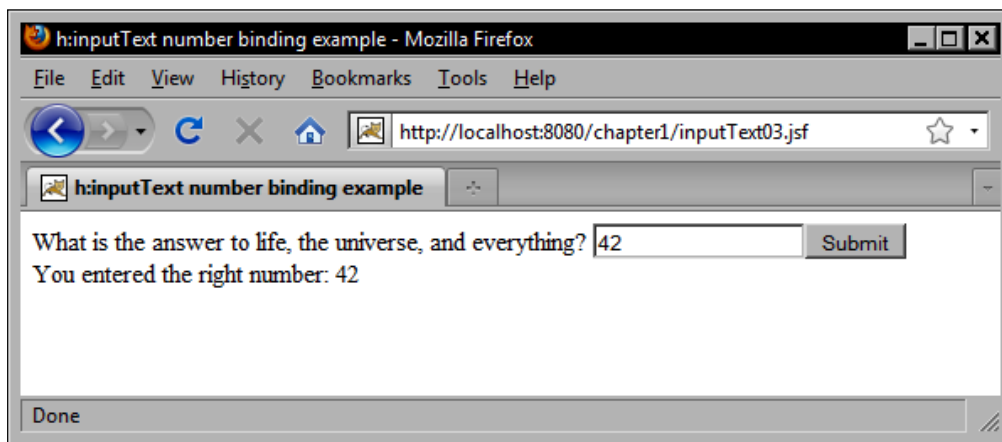 h:inputText number binding example - Mozilla Firefox
File Edit View History Bookmarks Tools Help
http://localhost:8080/chapter1/inputText03.jsf
h:inputText number binding example
What is the answer to life, the universe, and everything? 42 Submit
You entered the right number: 42
Done